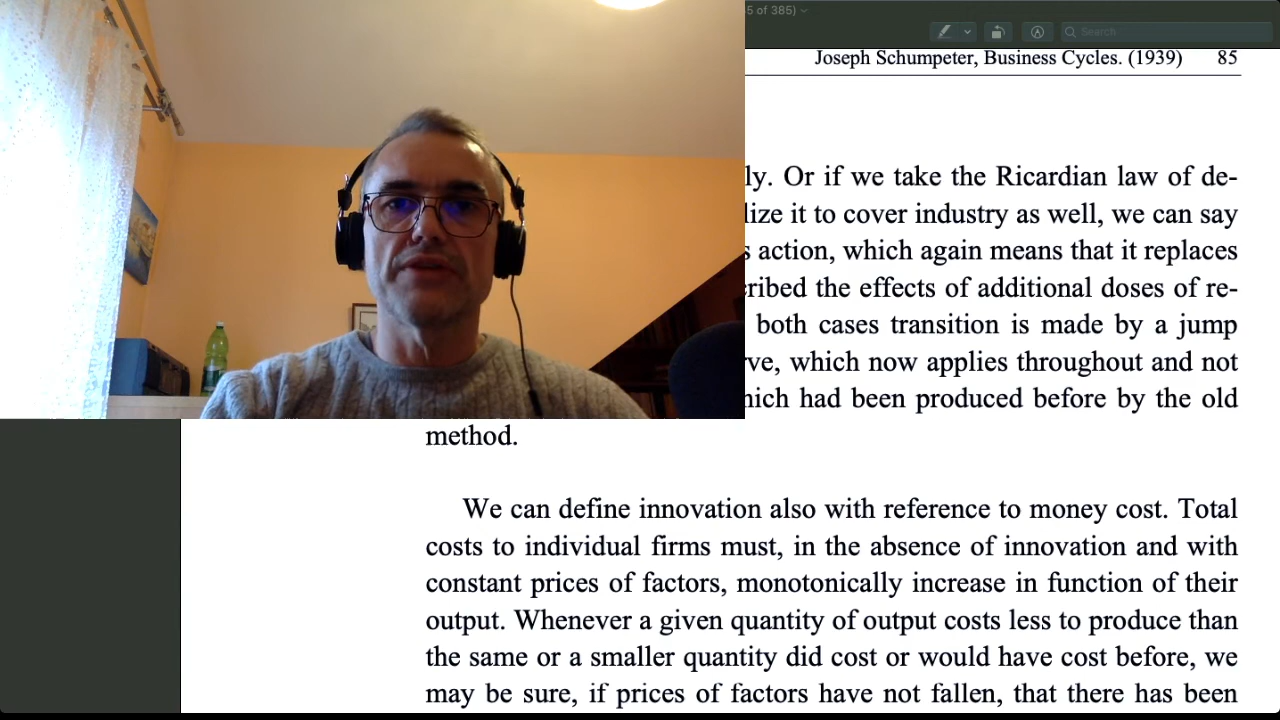 5 of 385)
Search
Joseph Schumpeter, Business Cycles. (1939) 85
ly. Or if we take the Ricardian law of de-
lize it to cover industry as well, we can say
s action, which again means that it replaces
cribed the effects of additional doses of re-
both cases transition is made by a jump
rve, which now applies throughout and not
hich had been produced before by the old
method.
We can define innovation also with reference to money cost. Total
costs to individual firms must, in the absence of innovation and with
constant prices of factors, monotonically increase in function of their
output. Whenever a given quantity of output costs less to produce than
the same or a smaller quantity did cost or would have cost before, we
may be sure, if prices of factors have not fallen, that there has been